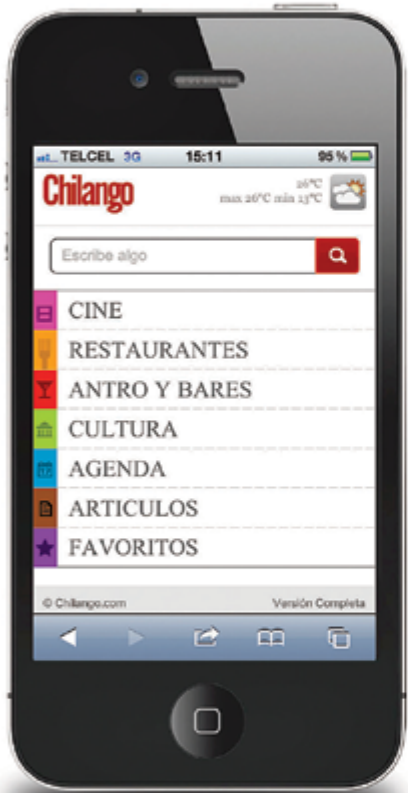 TELCEL 3G 15:11 95 %
Chilango
26°C
max 26°C min 13°C
Escribe algo
CINE
RESTAURANTES
ANTRO Y BARES
CULTURA
AGENDA
ARTICULOS
FAVORITOS
© Chilango.com Versión Completa